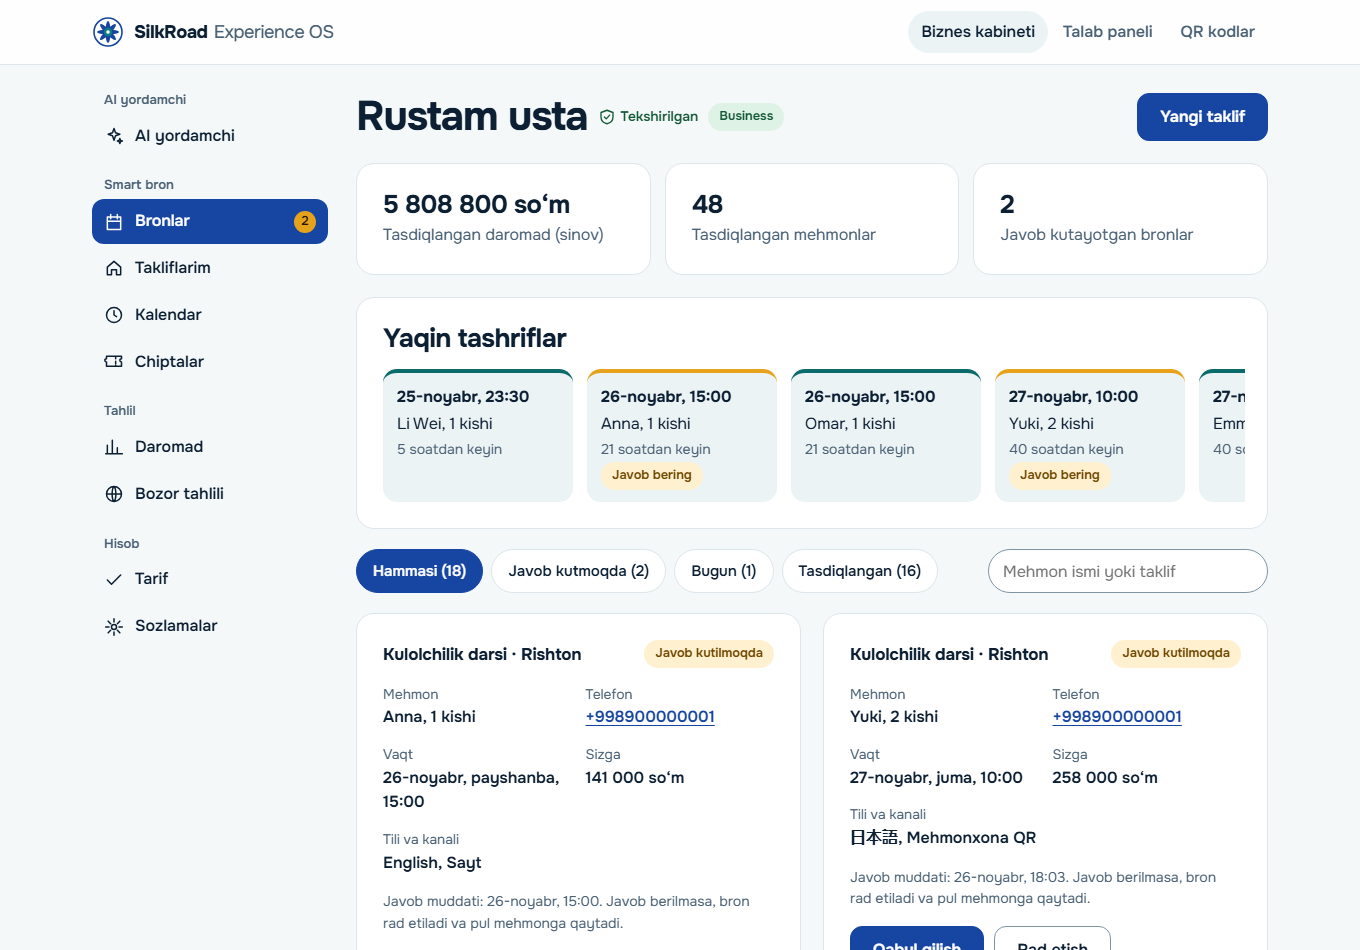 SilkRoad Experience OS
Biznes kabineti
Talab paneli
QR kodlar
AI yordamchi
AI yordamchi
Smart bron
Bronlar
2
Takliflarim
Kalendar
Chiptalar
Tahlil
Daromad
Bozor tahlili
Hisob
Tarif
Sozlamalar
Rustam usta
Tekshirilgan
Business
Yangi taklif
5 808 800 so‘m
Tasdiqlangan daromad (sinov)
48
Tasdiqlangan mehmonlar
2
Javob kutayotgan bronlar
Yaqin tashriflar
25-noyabr, 23:30
Li Wei, 1 kishi
5 soatdan keyin
26-noyabr, 15:00
Anna, 1 kishi
21 soatdan keyin
Javob bering
26-noyabr, 15:00
Omar, 1 kishi
21 soatdan keyin
27-noyabr, 10:00
Yuki, 2 kishi
40 soatdan keyin
Javob bering
Hammasi (18)
Javob kutmoqda (2)
Bugun (1)
Tasdiqlangan (16)
Mehmon ismi yoki taklif
Kulolchilik darsi · Rishton
Javob kutilmoqda
Mehmon
Anna, 1 kishi
Telefon
+998900000001
Vaqt
26-noyabr, payshanba,
15:00
Sizga
141 000 so‘m
Tili va kanali
English, Sayt
Javob muddati: 26-noyabr, 15:00. Javob berilmasa, bron
rad etiladi va pul mehmonga qaytadi.
Kulolchilik darsi · Rishton
Javob kutilmoqda
Mehmon
Yuki, 2 kishi
Telefon
+998900000001
Vaqt
27-noyabr, juma, 10:00
Sizga
258 000 so‘m
Tili va kanali
日本語, Mehmonxona QR
Javob muddati: 26-noyabr, 18:03. Javob berilmasa, bron
rad etiladi va pul mehmonga qaytadi.
Qabul qilish
Rad etish